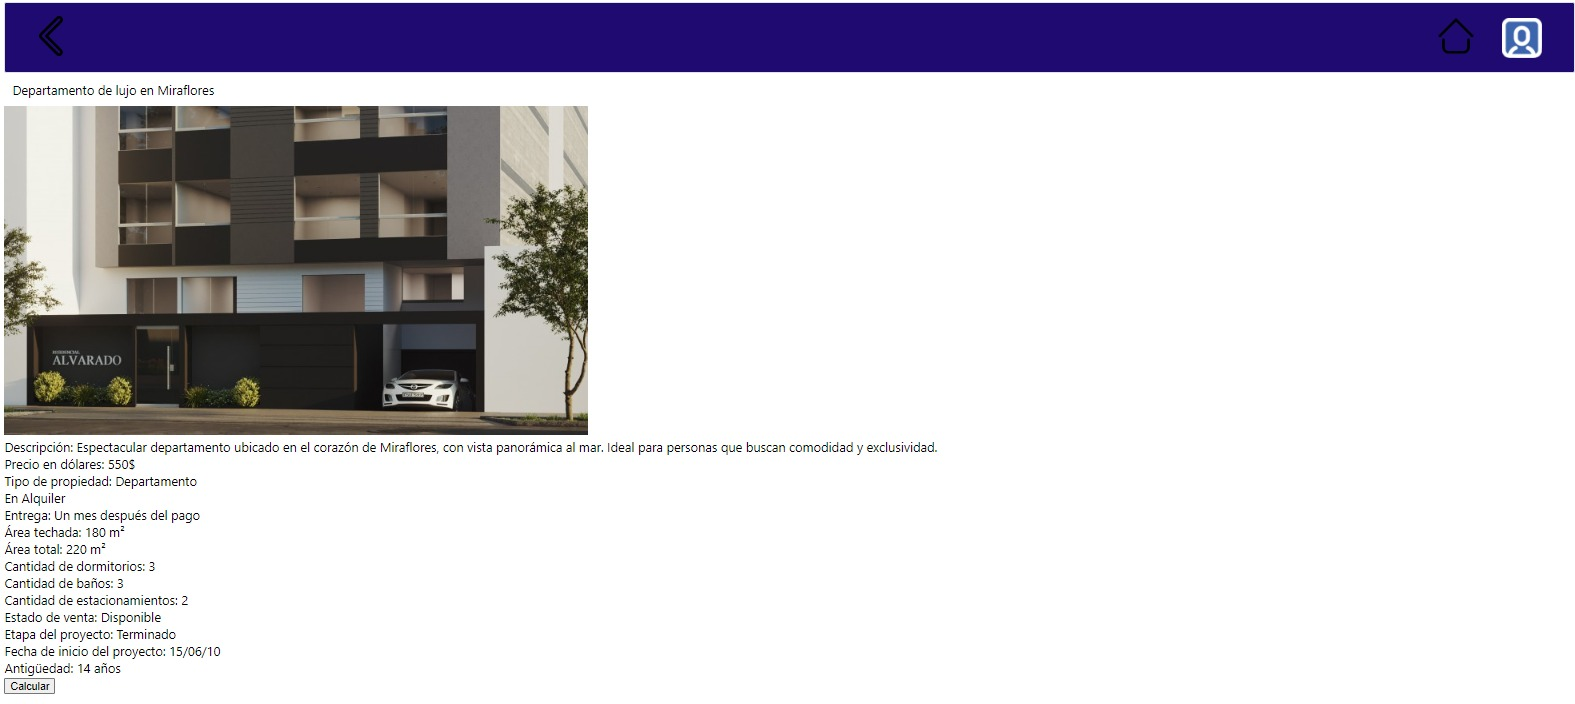 Departamento de lujo en Miraflores
RESIDENCIAL
ALVARADO
Descripción: Espectacular departamento ubicado en el corazón de Miraflores, con vista panorámica al mar. Ideal para personas que buscan comodidad y exclusividad.
Precio en dólares: 550$
Tipo de propiedad: Departamento
En Alquiler
Entrega: Un mes después del pago
Área techada: 180 m²
Área total: 220 m²
Cantidad de dormitorios: 3
Cantidad de baños: 3
Cantidad de estacionamientos: 2
Estado de venta: Disponible
Etapa del proyecto: Terminado
Fecha de inicio del proyecto: 15/06/10
Antigüedad: 14 años
Calcular